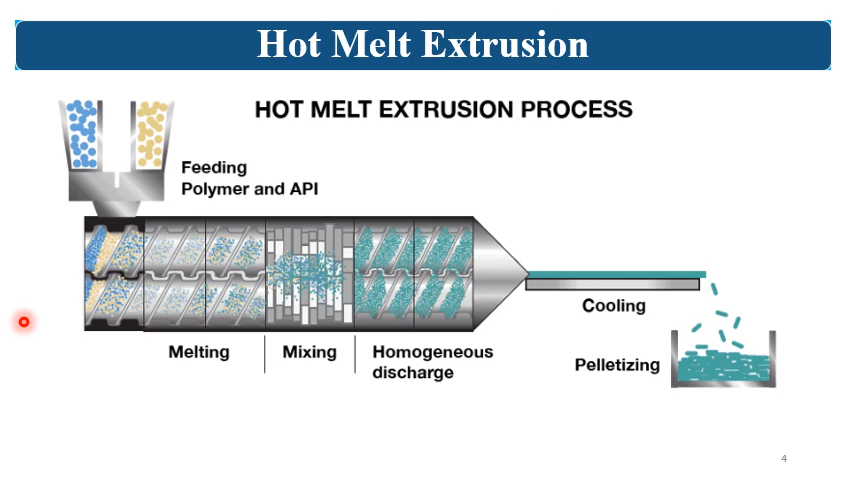 Hot Melt Extrusion
HOT MELT EXTRUSION PROCESS
Feeding
Polymer and API
Cooling
Melting
Mixing
Homogeneous
discharge
Pelletizing
4